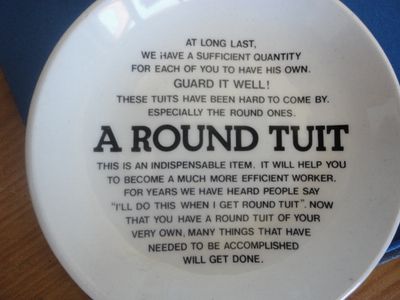 AT LONG LAST,
WE HAVE A SUFFICIENT QUANTITY
FOR EACH OF YOU TO HAVE HIS OWN.
GUARD IT WELL!
THESE TUITS HAVE BEEN HARD TO COME BY.
ESPECIALLY THE ROUND ONES.
A ROUND TUIT
THIS IS AN INDISPENSABLE ITEM. IT WILL HELP YOU
TO BECOME A MUCH MORE EFFICIENT WORKER.
FOR YEARS WE HAVE HEARD PEOPLE SAY
"I'LL DO THIS WHEN I GET ROUND TUIT". NOW
THAT YOU HAVE A ROUND TUIT OF YOUR
VERY OWN, MANY THINGS THAT HAVE
NEEDED TO BE ACCOMPLISHED
WILL GET DONE.